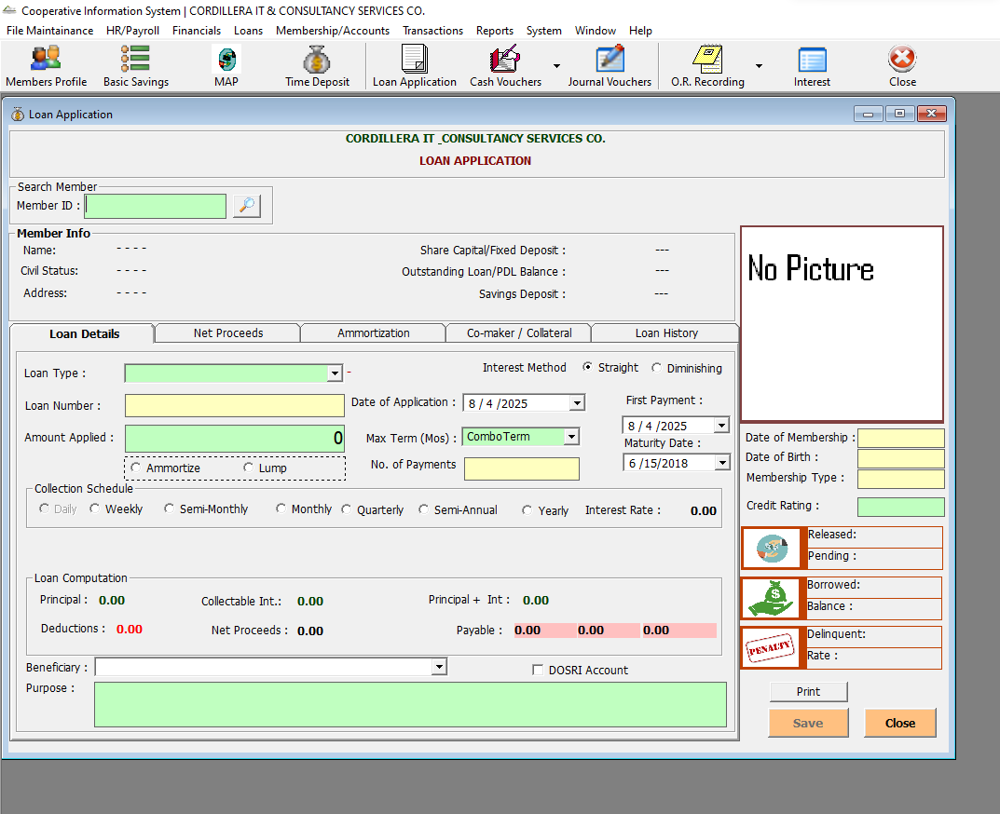 Cooperative Information System | CORDILLERA IT & CONSULTANCY SERVICES CO.
File Maintainance HR/Payroll Financials Loans Membership/Accounts Transactions Reports System Window Help
Members Profile Basic Savings MAP Time Deposit Loan Application Cash Vouchers Journal Vouchers O.R. Recording Interest Close
Loan Application
CORDILLERA IT _CONSULTANCY SERVICES CO.
LOAN APPLICATION
Search Member
Member ID :
Member Info
Name: - - - - Share Capital/Fixed Deposit : ---
Civil Status: - - - - Outstanding Loan/PDL Balance : ---
Address: - - - - Savings Deposit : ---
No Picture
Loan Details Net Proceeds Ammortization Co-maker / Collateral Loan History
Loan Type : - Interest Method Straight Diminishing
Loan Number : Date of Application : 8 / 4 /2025 First Payment :
8 / 4 /2025
Amount Applied : 0 Max Term (Mos) : ComboTerm Maturity Date :
Ammortize Lump No. of Payments 6 /15/2018
Collection Schedule
Daily Weekly Semi-Monthly Monthly Quarterly Semi-Annual Yearly Interest Rate : 0.00
Loan Computation
Principal : 0.00 Collectable Int.: 0.00 Principal + Int : 0.00
Deductions : 0.00 Net Proceeds : 0.00 Payable : 0.00 0.00 0.00
Beneficiary : DOSRI Account
Purpose :
Date of Membership :
Date of Birth :
Membership Type :
Credit Rating :
Released:
Pending :
Borrowed:
Balance :
PENALTY
Delinquent:
Rate :
Print
Save Close